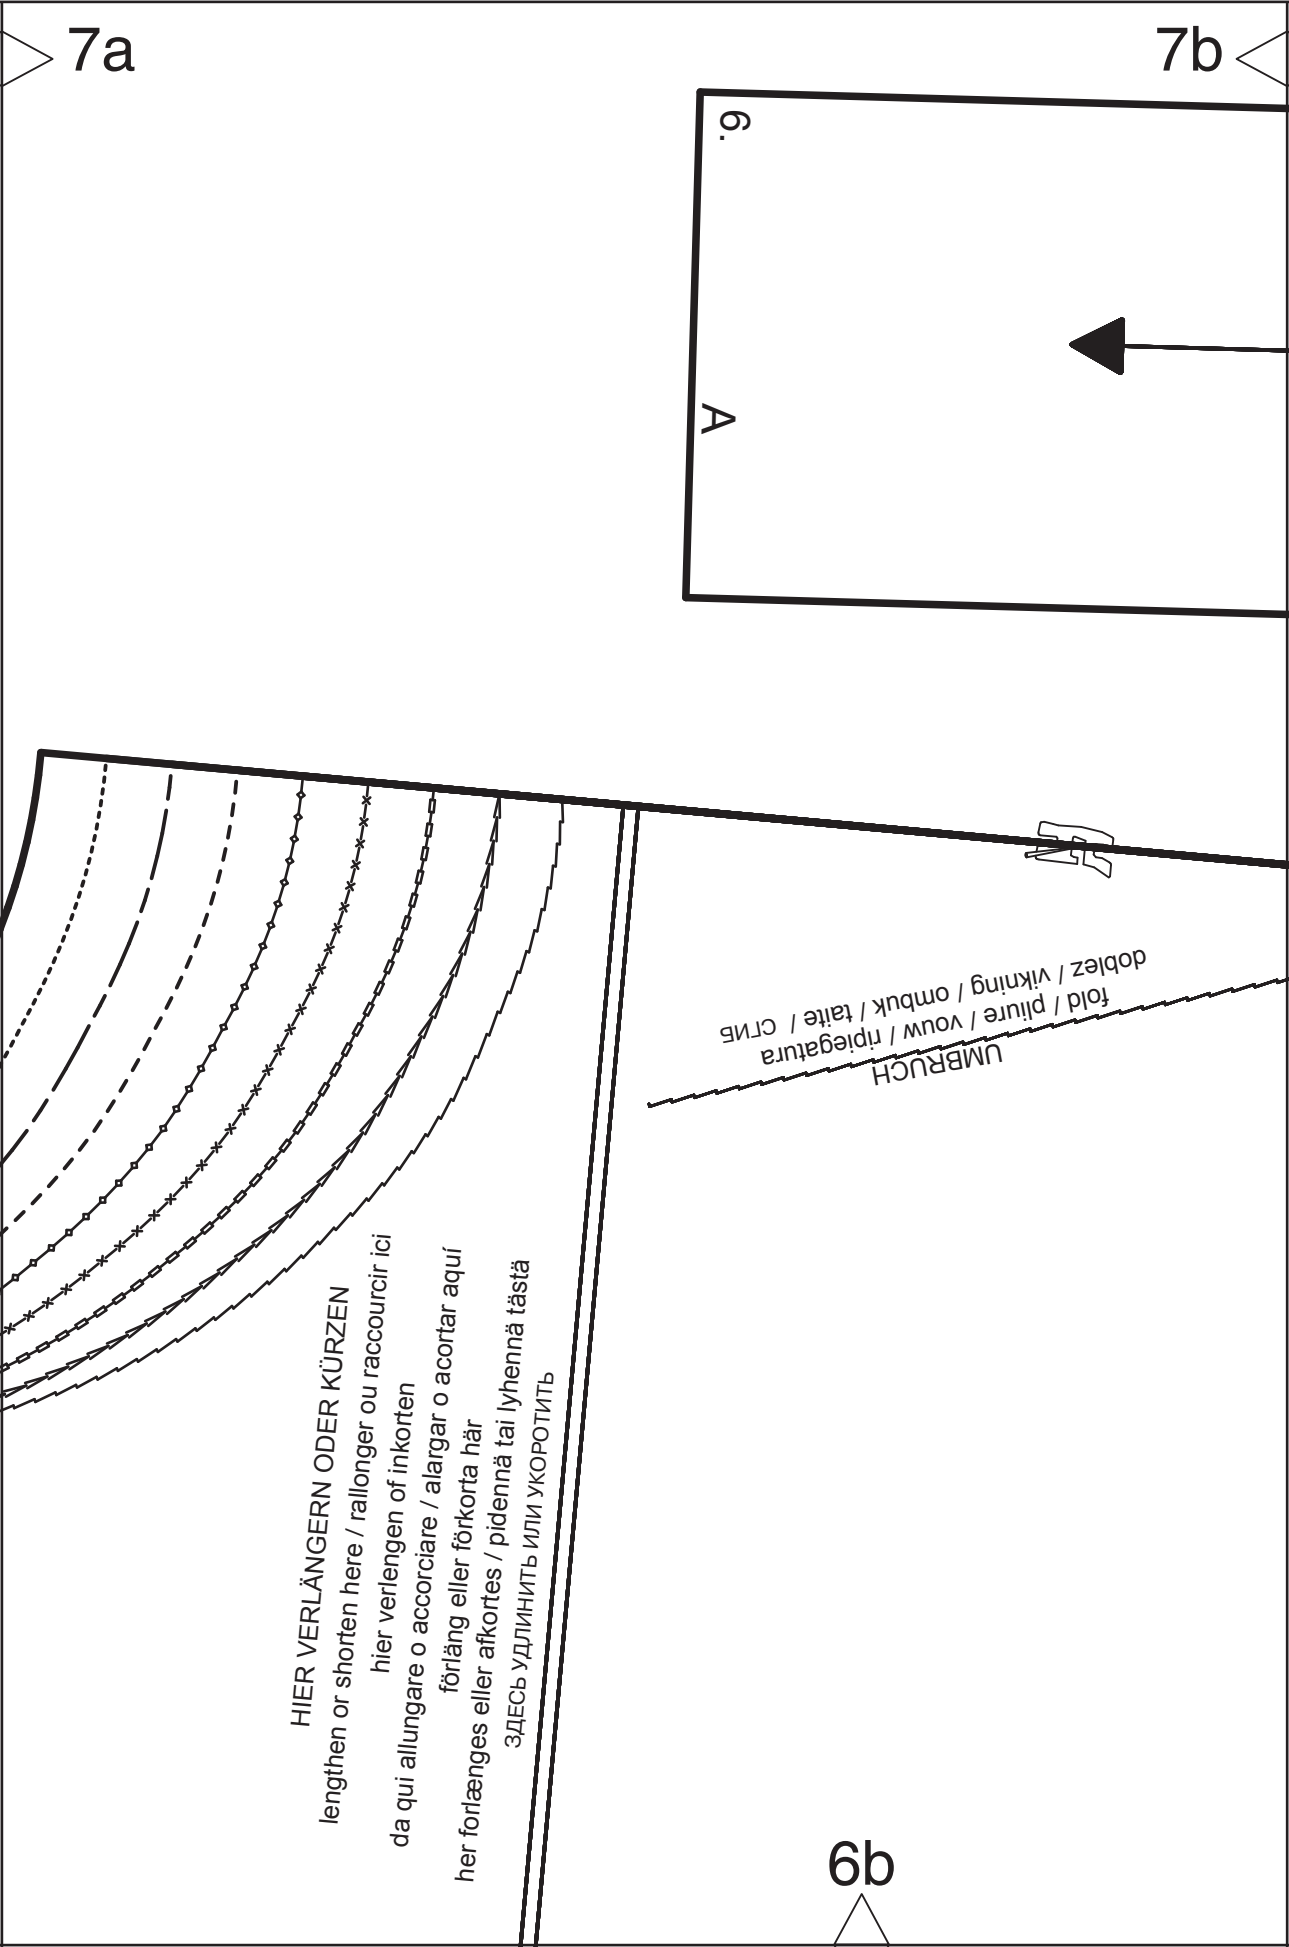 7a
7b
6.
A
UMBRUCH
fold / pliure / vouw / ripiegatura
doblez / vikning / ombuk / taite / СГИБ
HIER VERLÄNGERN ODER KÜRZEN
lengthen or shorten here / rallonger ou raccourcir ici
hier verlengen of inkorten
da qui allungare o accorciare / alargar o acortar aquí
förläng eller förkorta här
her forlænges eller afkortes / pidennä tai lyhennä tästä
ЗДЕСЬ УДЛИНИТЬ ИЛИ УКОРОТИТЬ
6b